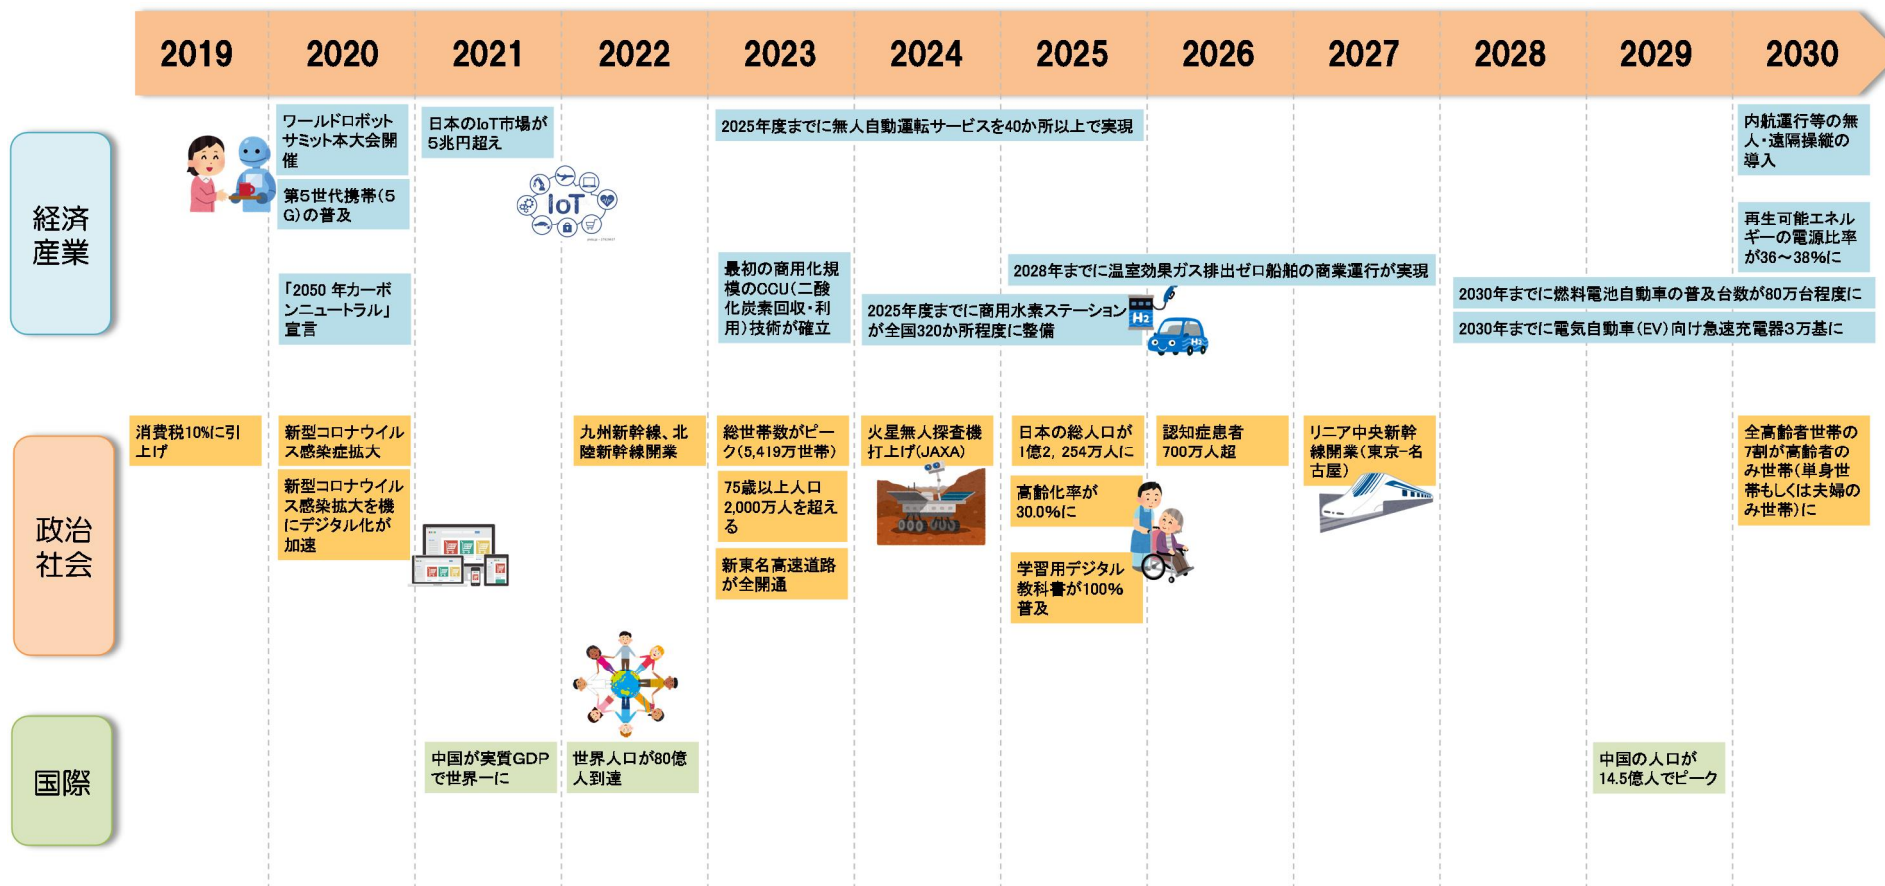 2019
2020
2021
2022
2023
2024
2025
2026
2027
2028
2029
2030
経済
産業
ワールドロボット
サミット本大会開
催
第5世代携帯(5
G)の普及
「2050 年カーボ
ンニュートラル」
宣言
日本のIoT市場が
5兆円超え
IoT
2025年度までに無人自動運転サービスを40か所以上で実現
最初の商用化規
模のCCU(二酸
化炭素回収・利
用)技術が確立
2025年度までに商用水素ステーション
が全国320か所程度に整備
2028年までに温室効果ガス排出ゼロ船舶の商業運行が実現
H2
H2
2030年までに燃料電池自動車の普及台数が80万台程度に
2030年までに電気自動車(EV)向け急速充電器3万基に
内航運行等の無
人・遠隔操縦の
導入
再生可能エネル
ギーの電源比率
が36～38%に
政治
社会
消費税10%に引
上げ
新型コロナウイル
ス感染症拡大
新型コロナウイル
ス感染拡大を機
にデジタル化が
加速
九州新幹線、北
陸新幹線開業
総世帯数がピー
ク(5,419万世帯)
75歳以上人口
2,000万人を超え
る
新東名高速道路
が全開通
火星無人探査機
打上げ(JAXA)
日本の総人口が
1億2, 254万人に
高齢化率が
30.0%に
学習用デジタル
教科書が100%
普及
認知症患者
700万人超
リニア中央新幹
線開業(東京-名
古屋)
全高齢者世帯の
7割が高齢者の
み世帯(単身世
帯もしくは夫婦の
み世帯)に
国際
中国が実質GDP
で世界一に
世界人口が80億
人到達
中国の人口が
14.5億人でピーク